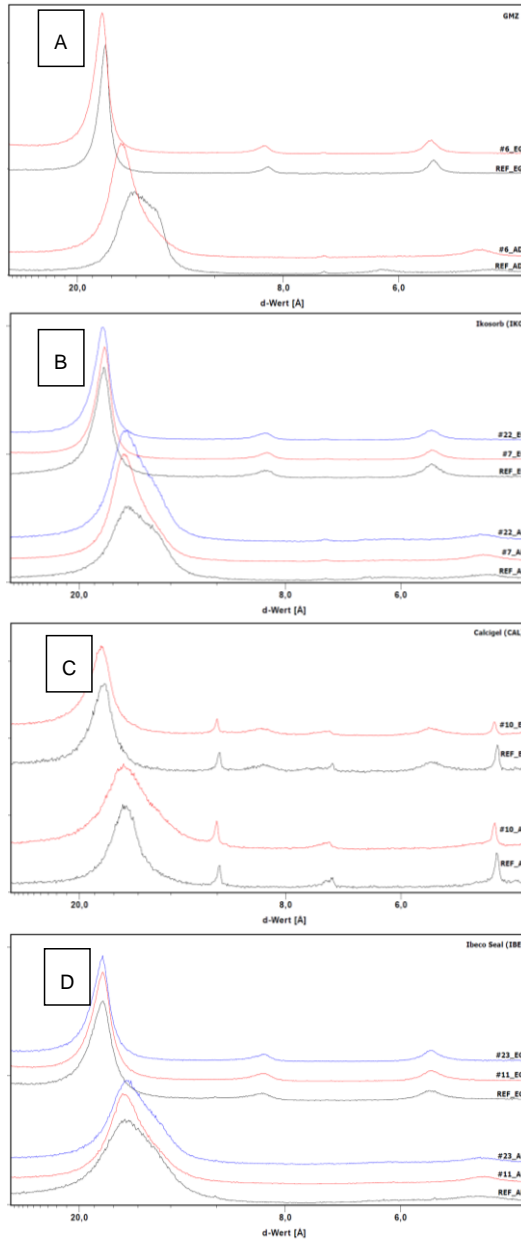 GMZ
A
#6_EG
REF_EG
#6_AD
REF_AD
20,0 8,0 6,0
d-Wert [Å]
Ikosorb (IKO
B
#22_E
#7_E
REF_E
#22_A
#7_A
REF_A
20,0 8,0 6,0
d-Wert [Å]
Calcigel (CAL
C
#10_E
REF_E
#10_A
REF_A
20,0 8,0 6,0
d-Wert [Å]
Ibeco Seal (IBE
D
#23_EG
#11_EG
REF_EG
#23_A
#11_A
REF_A
20,0 8,0 6,0
d-Wert [Å]